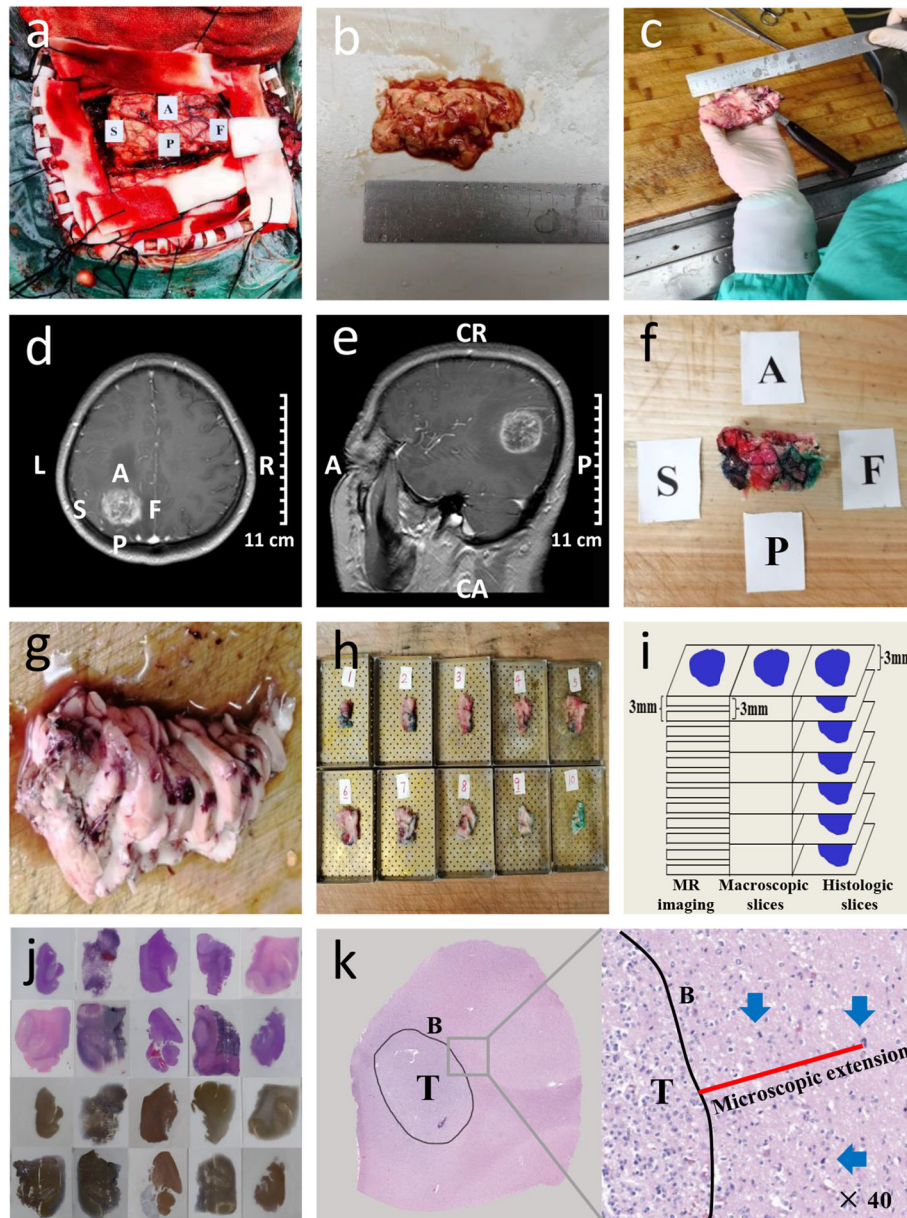 a
A
S
F
P
b
c
d
L
A
R
S
F
P
11 cm
e
CR
A
P
11 cm
CA
f
A
S
F
P
g
h
1
2
3
4
5
6
7
8
9
10
i
3mm
3mm
3mm
MR
imaging
Macroscopic
slices
Histologic
slices
j
k
B
T
B
T
Microscopic extension
× 40